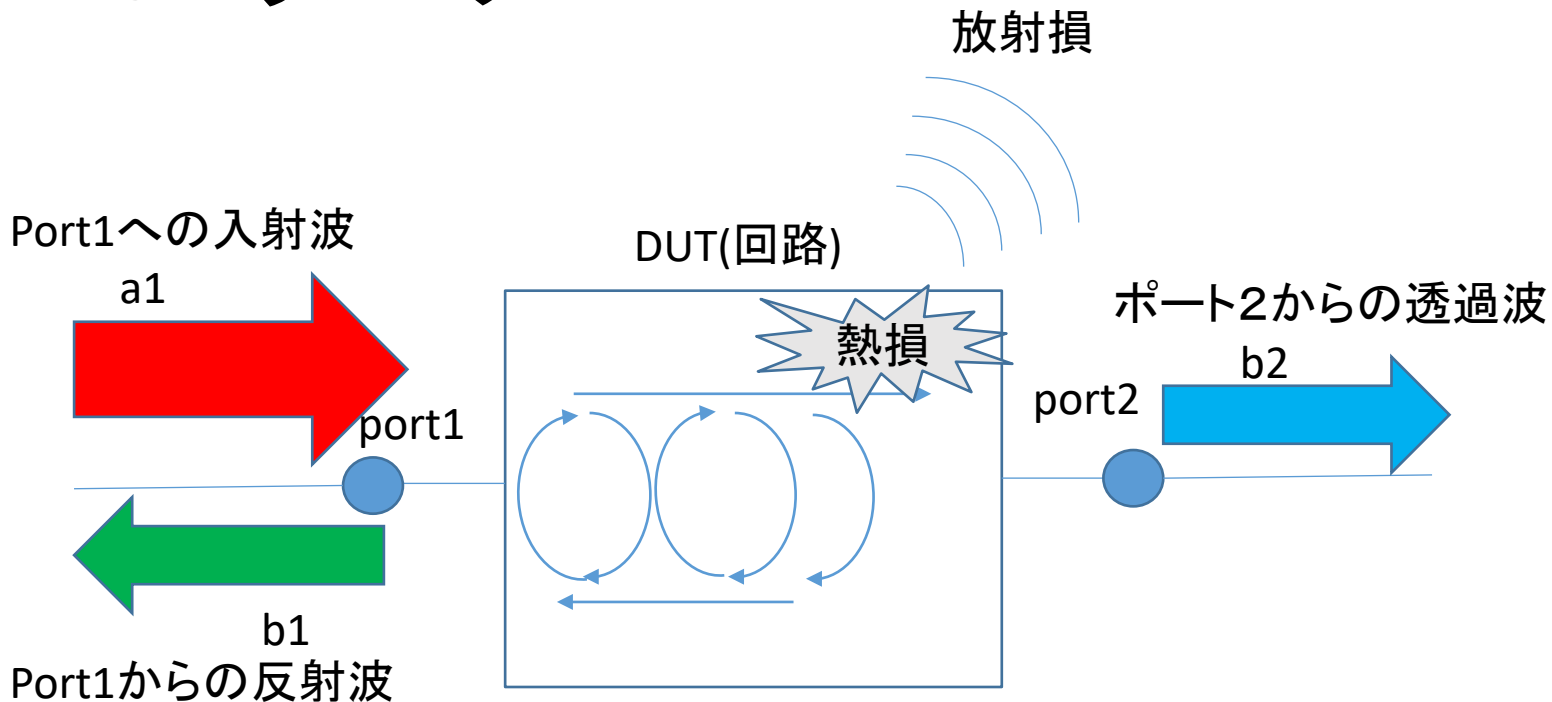 放射損
Port1への入射波
a1
DUT(回路)
熱損
ポート２からの透過波
b2
port1
port2
b1
Port1からの反射波